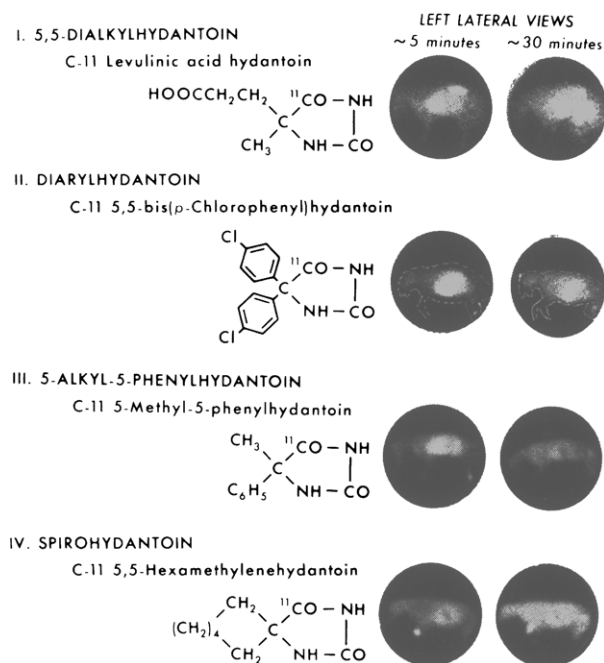 LEFT LATERAL VIEWS
~5 minutes ~30 minutes
I. 5,5-DIALKYLHYDANTOIN
C-11 Levulinic acid hydantoin
HOOCCH₂CH₂ ¹¹CO — NH
C
CH₃ NH — CO
II. DIARYLHYDANTOIN
C-11 5,5-bis(p-Chlorophenyl)hydantoin
Cl ¹¹CO — NH
C
Cl NH — CO
III. 5-ALKYL-5-PHENYLHYDANTOIN
C-11 5-Methyl-5-phenylhydantoin
CH₃ ¹¹CO — NH
C
C₆H₅ NH — CO
IV. SPIROHYDANTOIN
C-11 5,5-Hexamethylenehydantoin
CH₂ ¹¹CO — NH
(CH₂)₄ C
CH₂ NH — CO